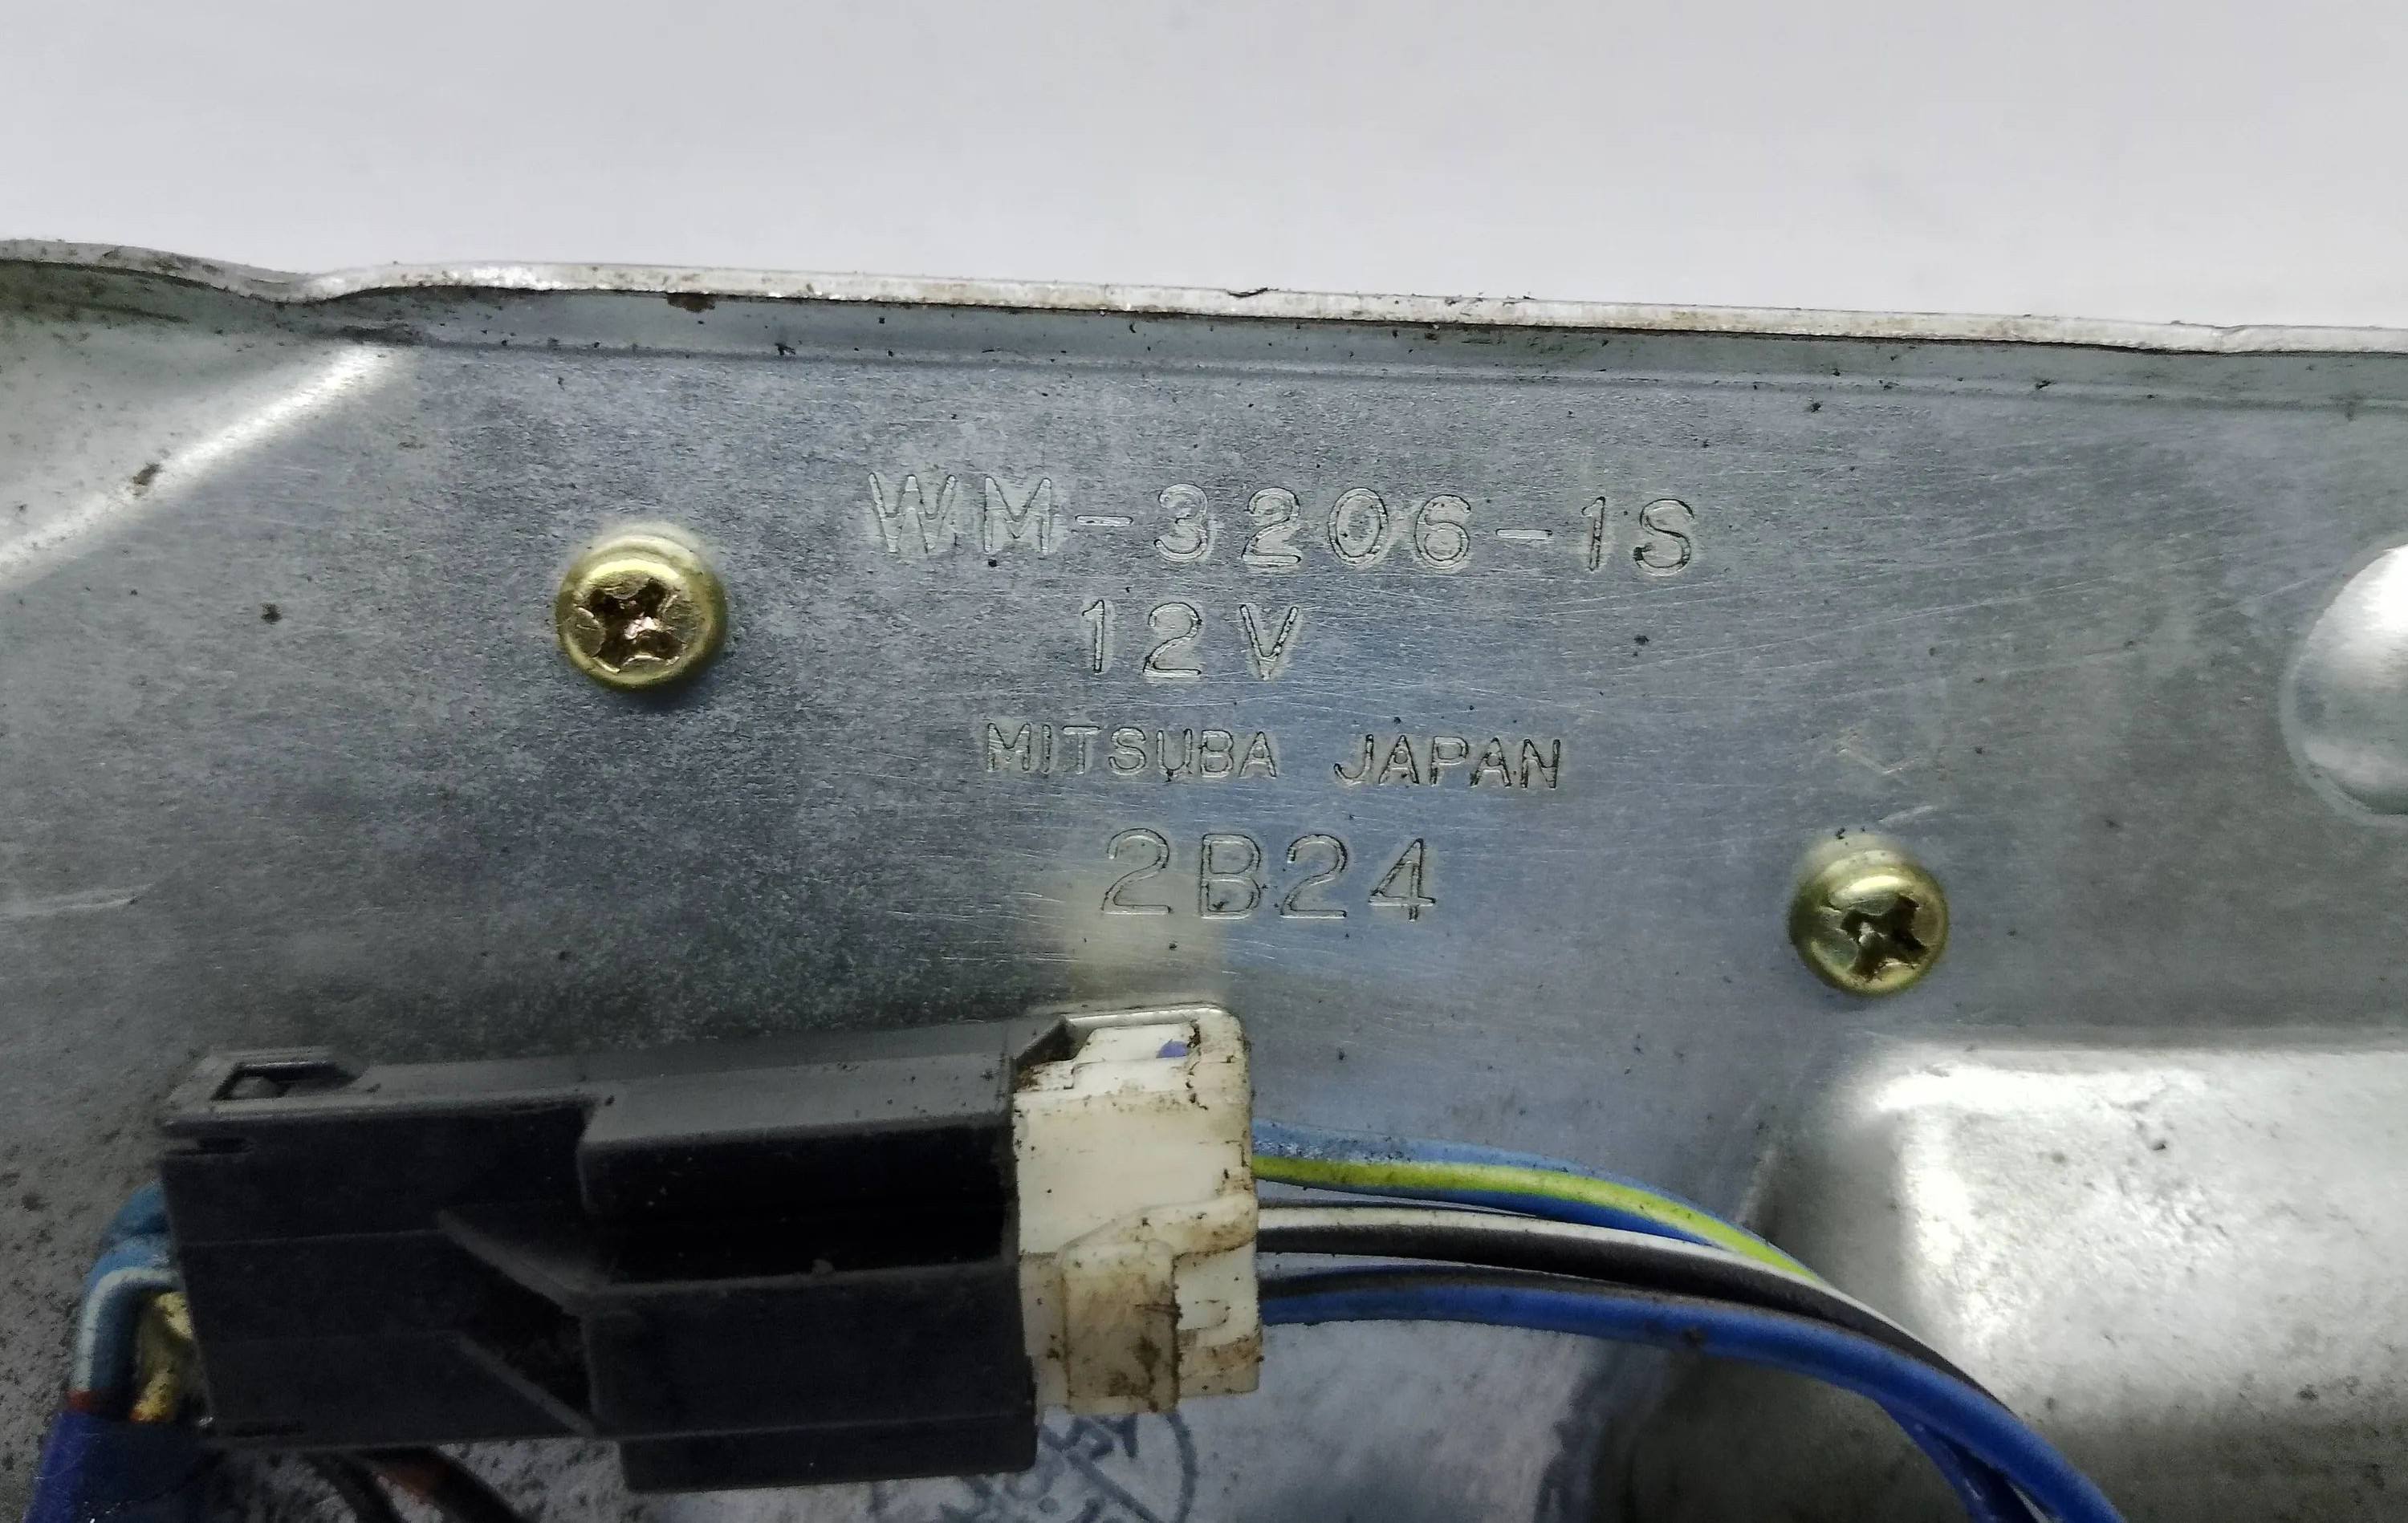 WM-3206-1S
12V
MITSUBA JAPAN
2B24